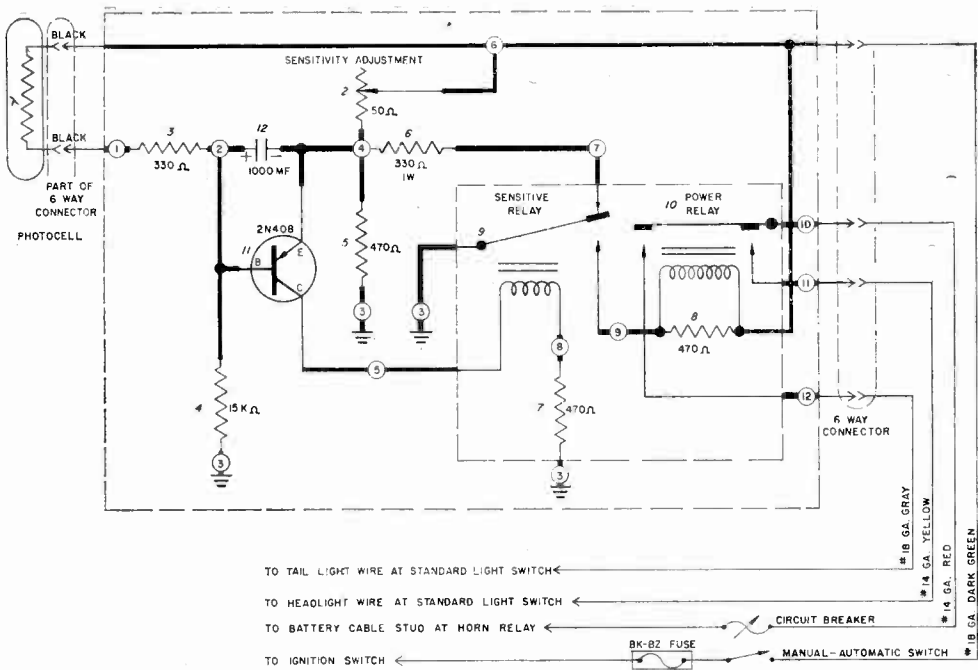 BLACK
6
SENSITIVITY ADJUSTMENT
2
50Ω
BLACK
1
3
330 Ω
2
12
+ -
1000 MF
4
6
330 Ω
1W
7
PART OF
6 WAY
CONNECTOR
PHOTOCELL
SENSITIVE
RELAY
10 POWER
RELAY
9
10
2N408
11
B
E
C
5
470Ω
11
3
3
9
8
470Ω
8
5
12
4
15KΩ
7
470Ω
6 WAY
CONNECTOR
3
3
#18 GA. GRAY
#14 GA. YELLOW
#14 GA. RED
#18 GA. DARK GREEN
TO TAIL LIGHT WIRE AT STANDARD LIGHT SWITCH
TO HEADLIGHT WIRE AT STANDARD LIGHT SWITCH
TO BATTERY CABLE STUD AT HORN RELAY
CIRCUIT BREAKER
BK-82 FUSE
MANUAL-AUTOMATIC SWITCH
TO IGNITION SWITCH